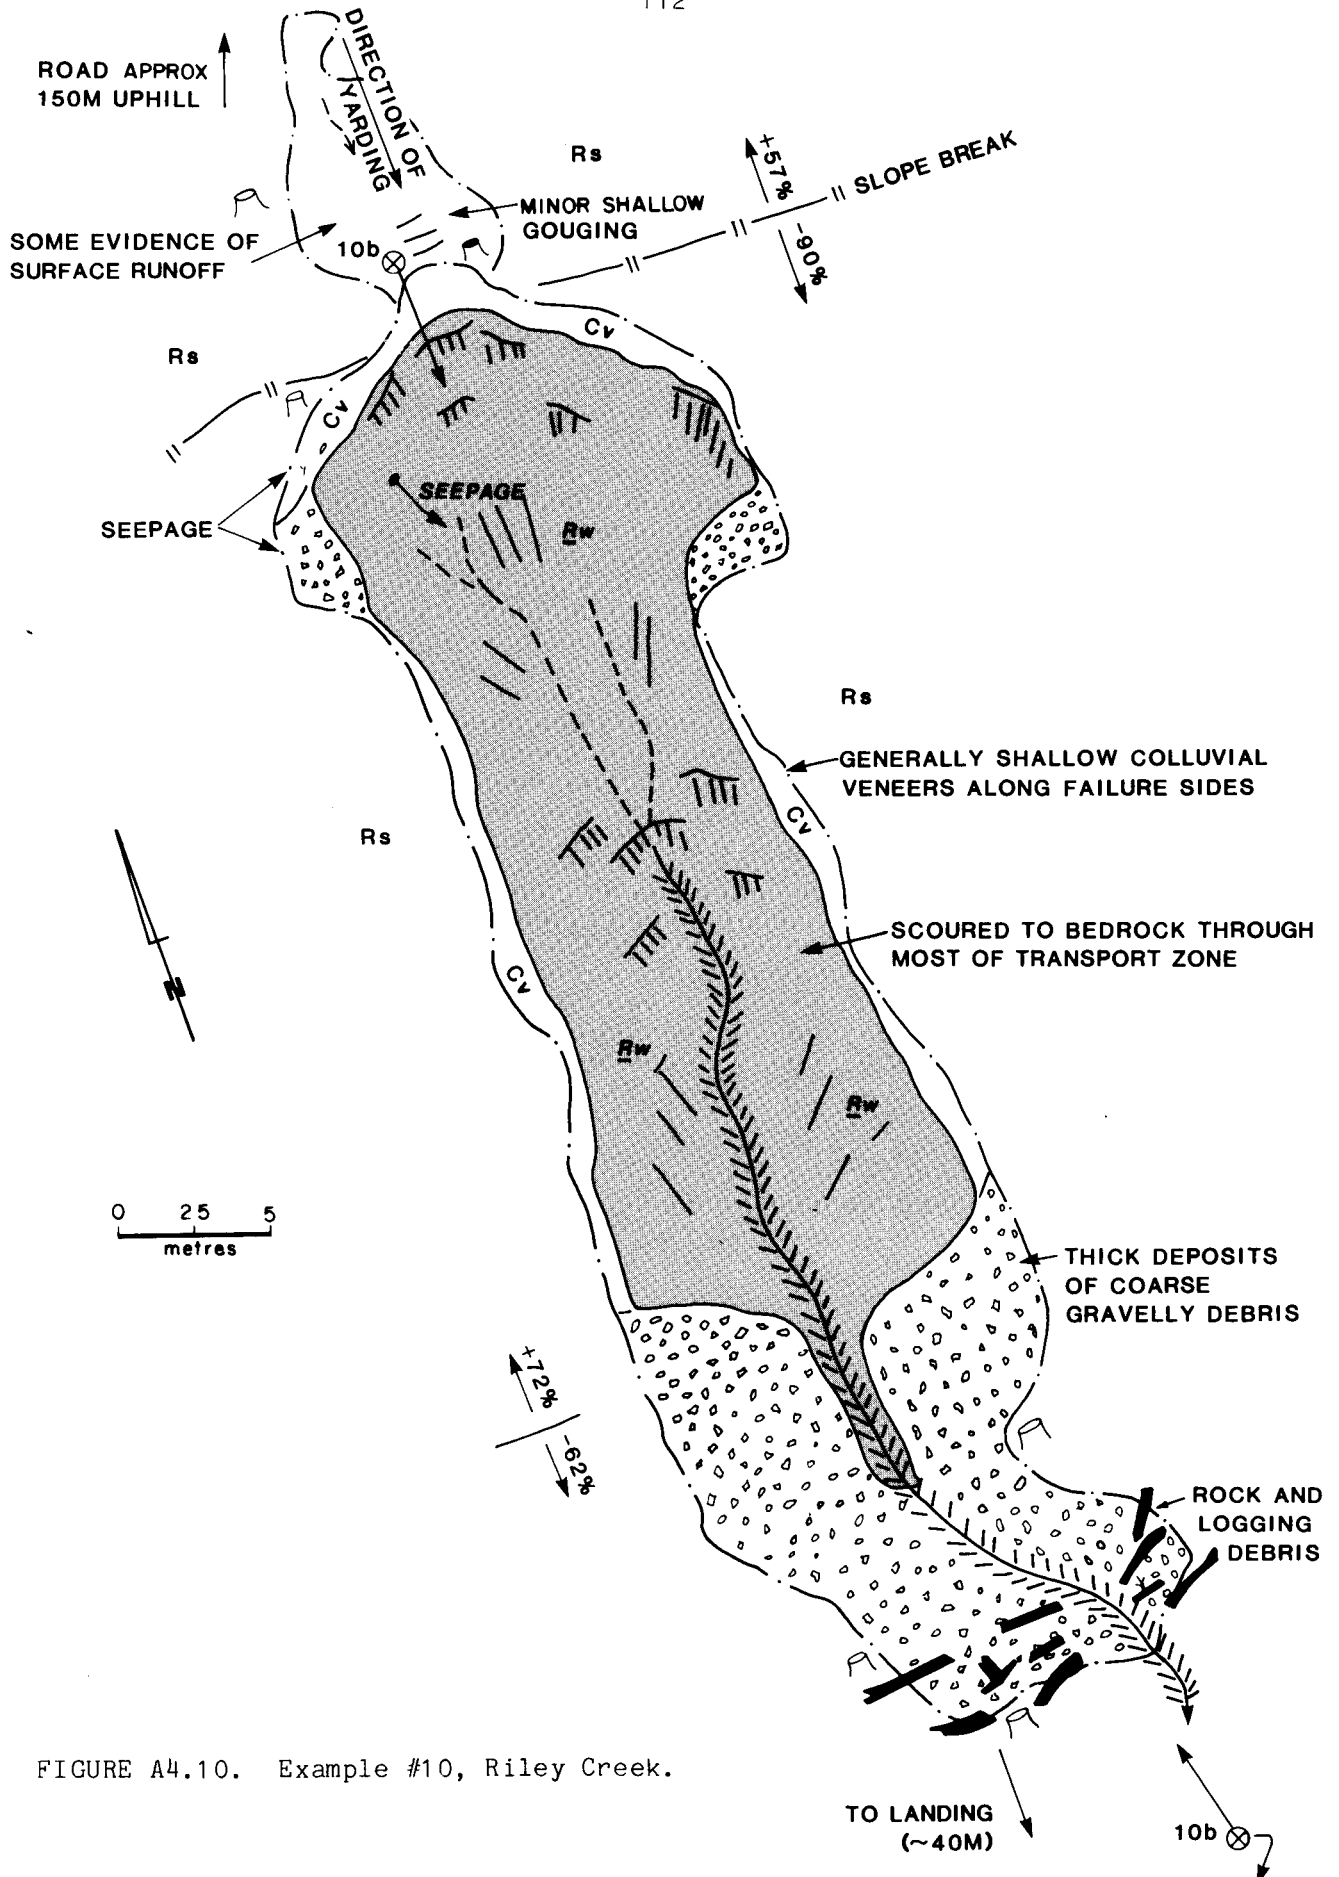 112
DIRECTION OF
YARDING
ROAD APPROX
150M UPHILL
Rs
+57%
-90%
SLOPE BREAK
MINOR SHALLOW
GOUGING
SOME EVIDENCE OF
SURFACE RUNOFF
10b
Cv
Rs
Cv
SEEPAGE
SEEPAGE
Rw
Rs
GENERALLY SHALLOW COLLUVIAL
VENEERS ALONG FAILURE SIDES
Cv
Rs
SCOURED TO BEDROCK THROUGH
MOST OF TRANSPORT ZONE
Cv
N
Rw
Rw
0 25 5
metres
THICK DEPOSITS
OF COARSE
GRAVELLY DEBRIS
+72%
-62%
ROCK AND
LOGGING
DEBRIS
FIGURE A4.10. Example #10, Riley Creek.
TO LANDING
(~40M)
10b